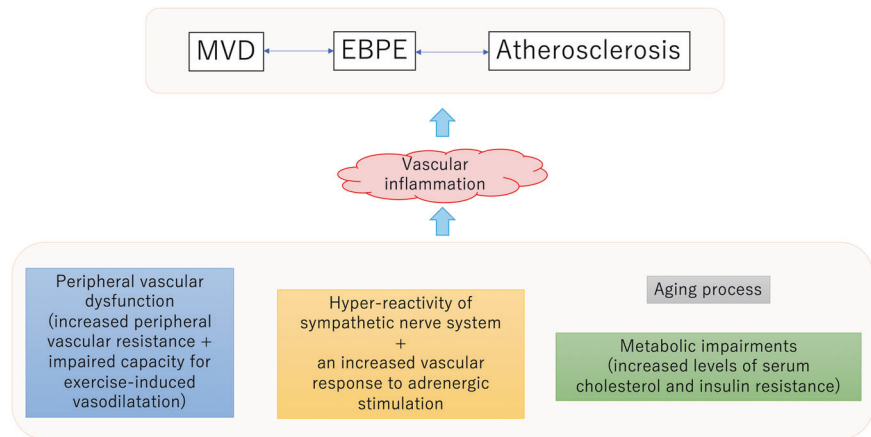 MVD
EBPE
Atherosclerosis
Vascular
inflammation
Peripheral vascular
dysfunction
(increased peripheral
vascular resistance +
impaired capacity for
exercise-induced
vasodilatation)
Hyper-reactivity of
sympathetic nerve system
+
an increased vascular
response to adrenergic
stimulation
Aging process
Metabolic impairments
(increased levels of serum
cholesterol and insulin resistance)